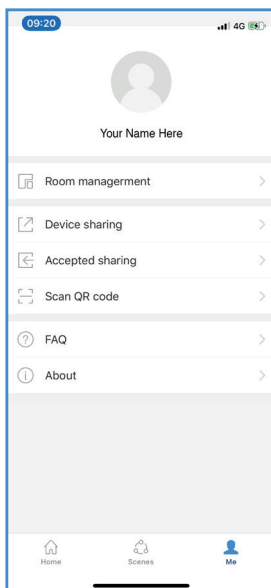 09:20
4G
Your Name Here
Room managerment
Device sharing
Accepted sharing
Scan QR code
FAQ
About
Home
Scenes
Me